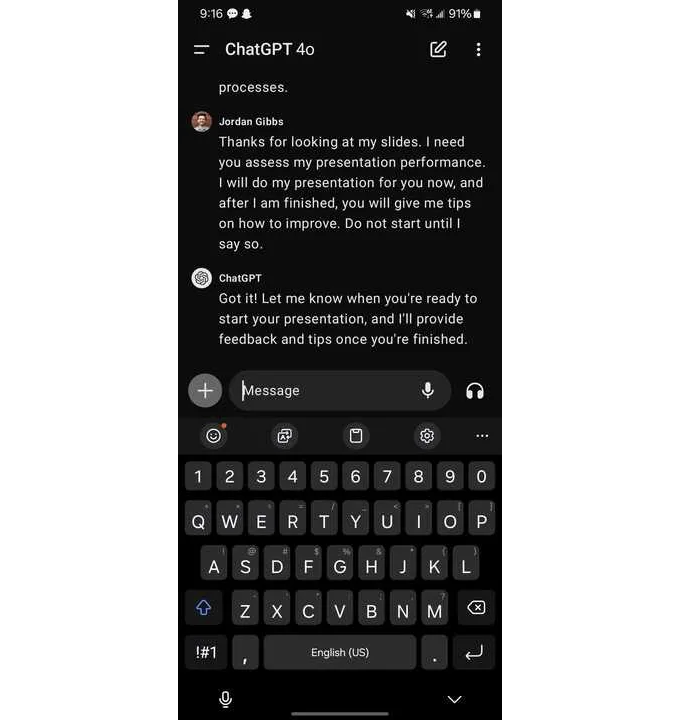 9:16 91%
ChatGPT 4o
processes.
Jordan Gibbs
Thanks for looking at my slides. I need
you assess my presentation performance.
I will do my presentation for you now, and
after I am finished, you will give me tips
on how to improve. Do not start until I
say so.
ChatGPT
Got it! Let me know when you're ready to
start your presentation, and I'll provide
feedback and tips once you're finished.
Message
1 2 3 4 5 6 7 8 9 0
Q W E R T Y U I O P
A S D F G H J K L
Z X C V B N M
!#1 , English (US) .